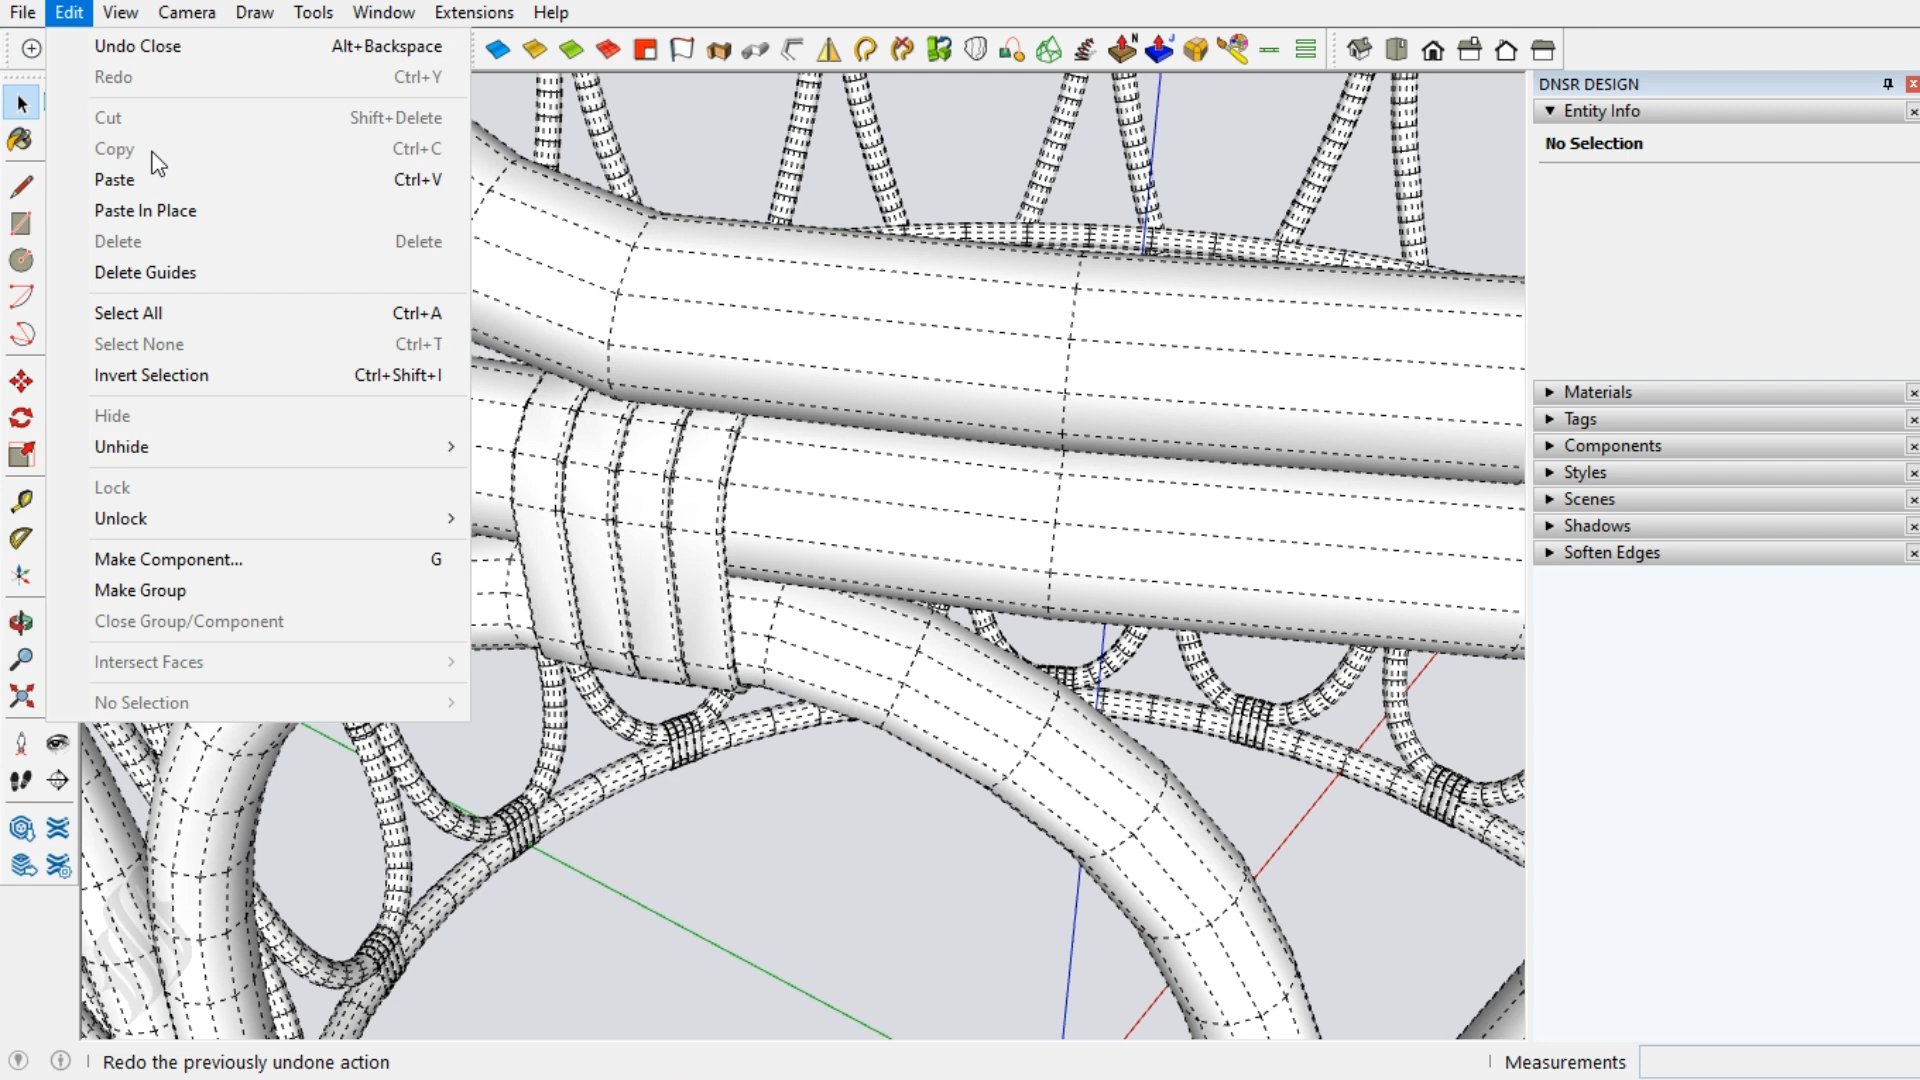 File Edit View Camera Draw Tools Window Extensions Help
Undo Close Alt+Backspace
Redo Ctrl+Y
Cut Shift+Delete
Copy Ctrl+C
Paste Ctrl+V
Paste In Place
Delete Delete
Delete Guides
Select All Ctrl+A
Select None Ctrl+T
Invert Selection Ctrl+Shift+I
Hide
Unhide
Lock
Unlock
Make Component... G
Make Group
Close Group/Component
Intersect Faces
No Selection
DNSR DESIGN
Entity Info
No Selection
Materials
Tags
Components
Styles
Scenes
Shadows
Soften Edges
Redo the previously undone action
Measurements